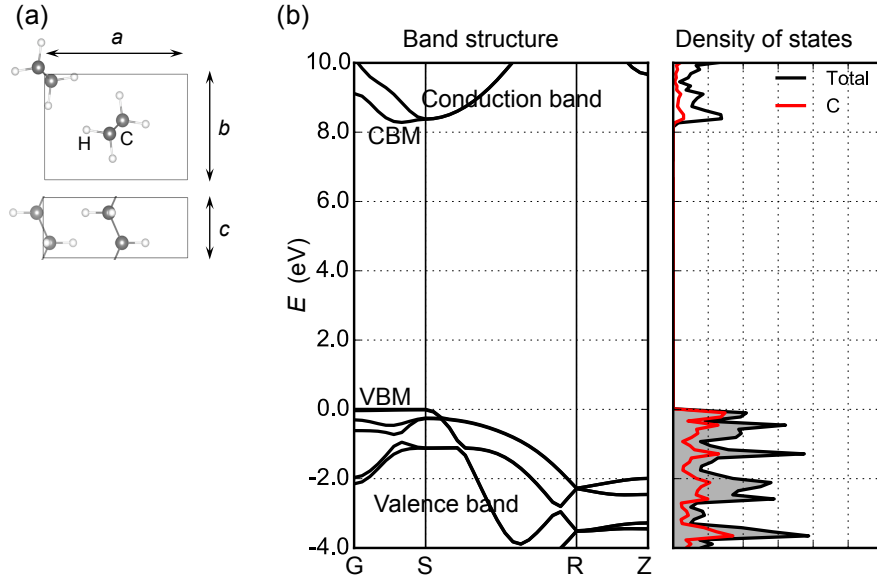 (a)
a
b
H
C
c
(b)
Band structure
Density of states
10.0
8.0
6.0
4.0
2.0
0.0
-2.0
-4.0
E (eV)
Conduction band
CBM
VBM
Valence band
G
S
R
Z
Total
C